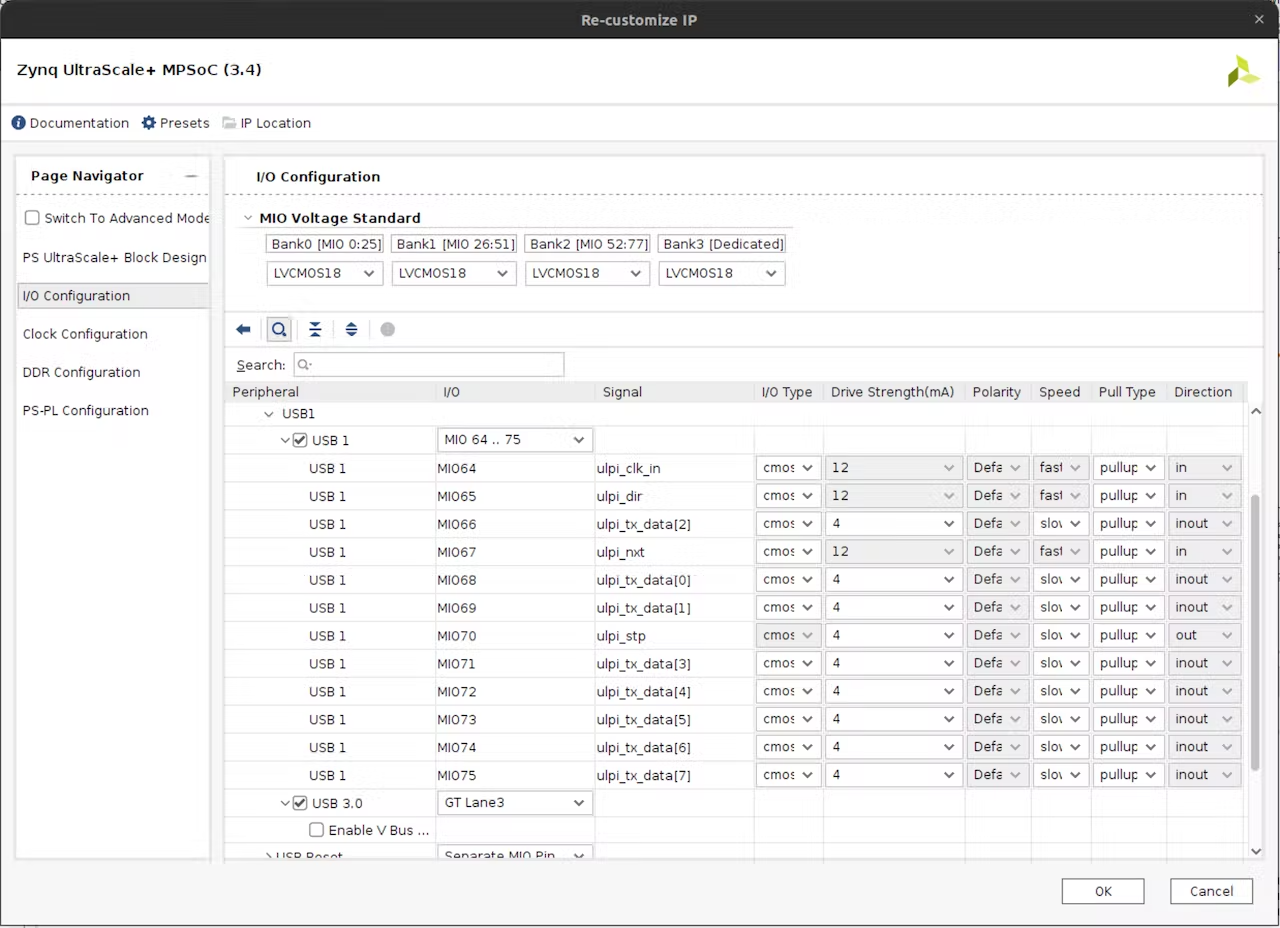 Re-customize IP
Zynq UltraScale+ MPSoC (3.4)
Documentation Presets IP Location
Page Navigator
Switch To Advanced Mode
PS UltraScale+ Block Design
I/O Configuration
Clock Configuration
DDR Configuration
PS-PL Configuration
I/O Configuration
MIO Voltage Standard
Bank0 [MIO 0:25] Bank1 [MIO 26:51] Bank2 [MIO 52:77] Bank3 [Dedicated]
LVCMOS18 LVCMOS18 LVCMOS18 LVCMOS18
Search:
Peripheral I/O Signal I/O Type Drive Strength(mA) Polarity Speed Pull Type Direction
USB1
USB 1 MIO 64 .. 75
USB 1 MIO64 ulpi_clk_in cmos 12 Defa fast pullup in
USB 1 MIO65 ulpi_dir cmos 12 Defa fast pullup in
USB 1 MIO66 ulpi_tx_data[2] cmos 4 Defa slow pullup inout
USB 1 MIO67 ulpi_nxt cmos 12 Defa fast pullup in
USB 1 MIO68 ulpi_tx_data[0] cmos 4 Defa slow pullup inout
USB 1 MIO69 ulpi_tx_data[1] cmos 4 Defa slow pullup inout
USB 1 MIO70 ulpi_stp cmos 4 Defa slow pullup out
USB 1 MIO71 ulpi_tx_data[3] cmos 4 Defa slow pullup inout
USB 1 MIO72 ulpi_tx_data[4] cmos 4 Defa slow pullup inout
USB 1 MIO73 ulpi_tx_data[5] cmos 4 Defa slow pullup inout
USB 1 MIO74 ulpi_tx_data[6] cmos 4 Defa slow pullup inout
USB 1 MIO75 ulpi_tx_data[7] cmos 4 Defa slow pullup inout
USB 3.0 GT Lane3
Enable V Bus ...
USB Reset Separate MIO Pin
OK Cancel